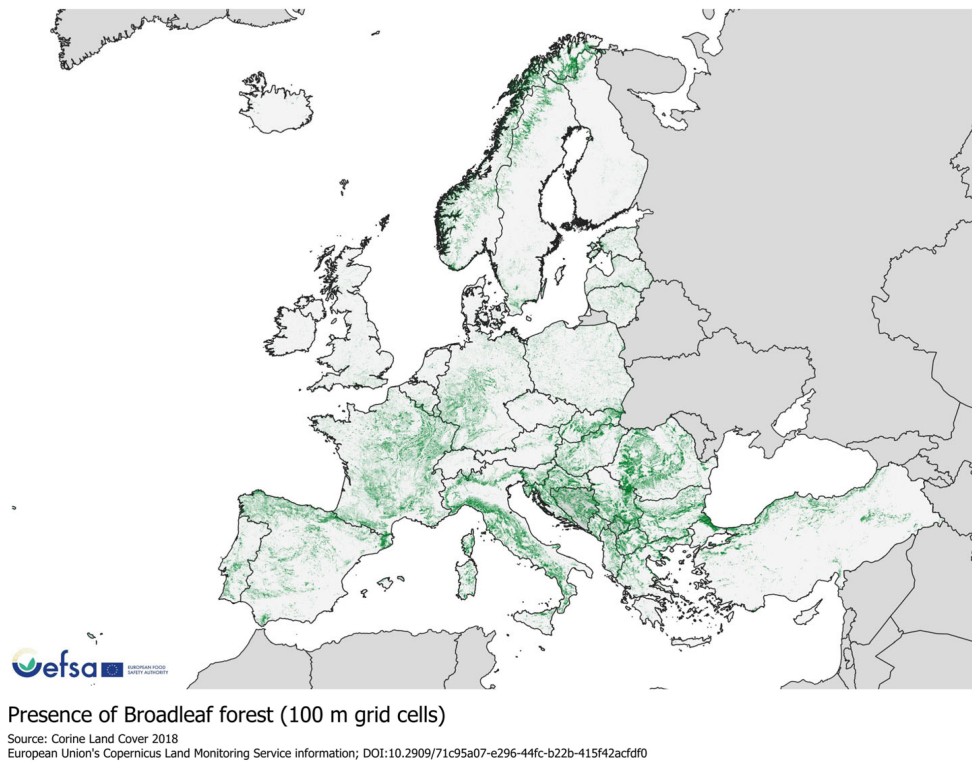 efsa
EUROPEAN FOOD
SAFETY AUTHORITY
Presence of Broadleaf forest (100 m grid cells)
Source: Corine Land Cover 2018
European Union's Copernicus Land Monitoring Service information; DOI:10.2909/71c95a07-e296-44fc-b22b-415f42acfdf0